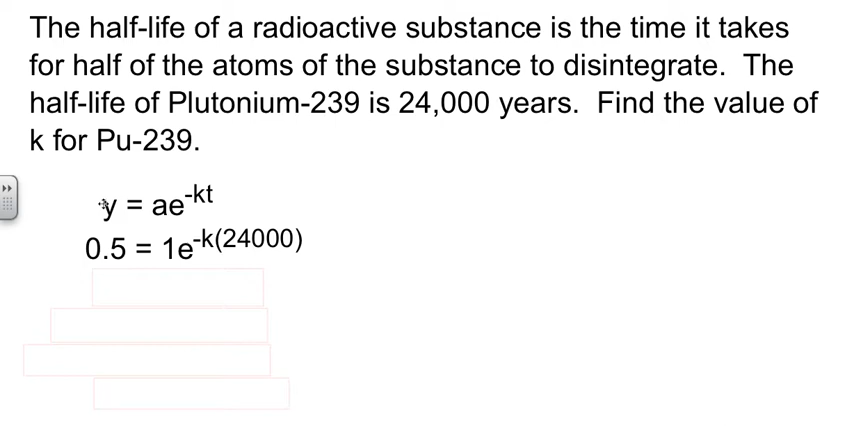 The half-life of a radioactive substance is the time it takes
for half of the atoms of the substance to disintegrate.  The
half-life of Plutonium-239 is 24,000 years.  Find the value of
k for Pu-239.
y = ae^-kt
0.5 = 1e^-k(24000)